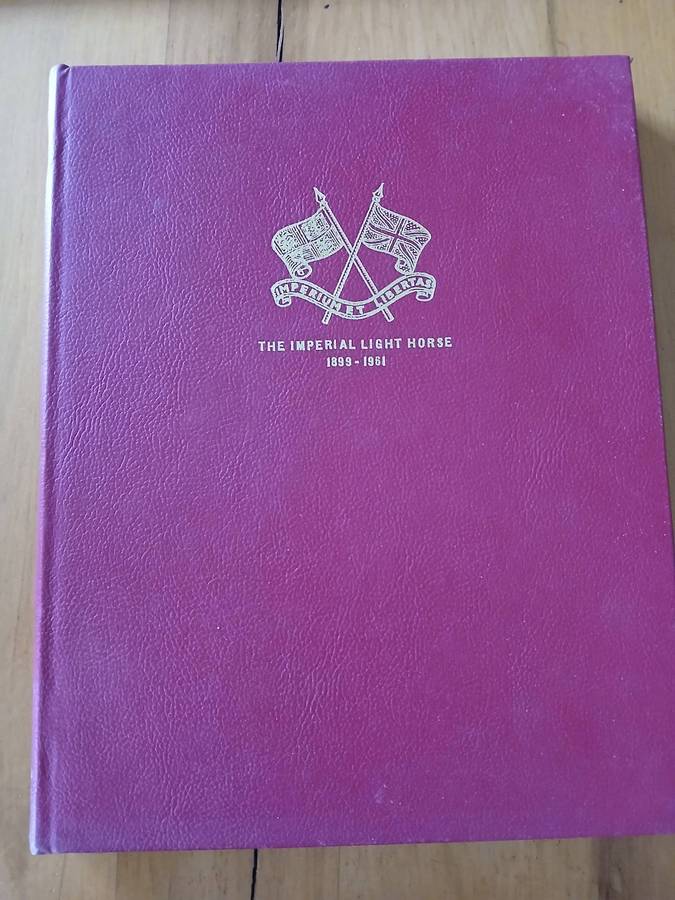 IMPERIUM ET LIBERTAS
THE IMPERIAL LIGHT HORSE
1899 - 1961